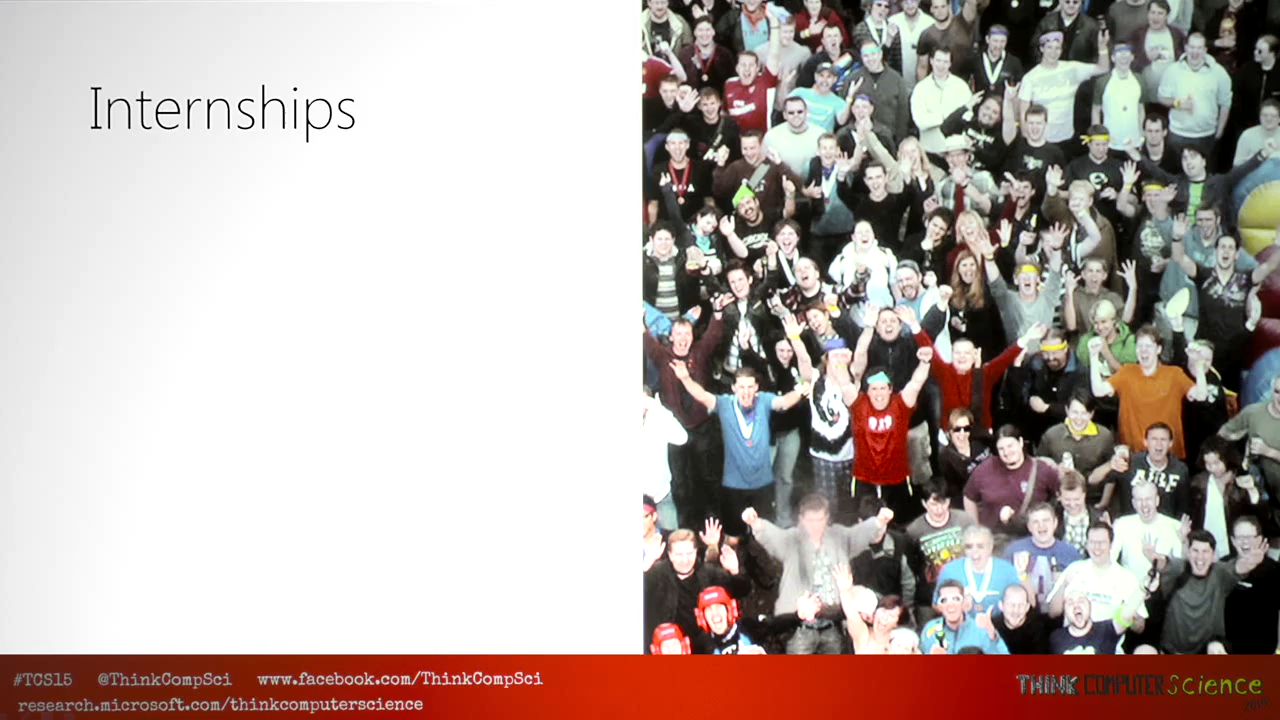 Internships
#TCS15 @ThinkCompSci www.facebook.com/ThinkCompSci
research.microsoft.com/thinkcomputerscience
THINK COMPUTER Science